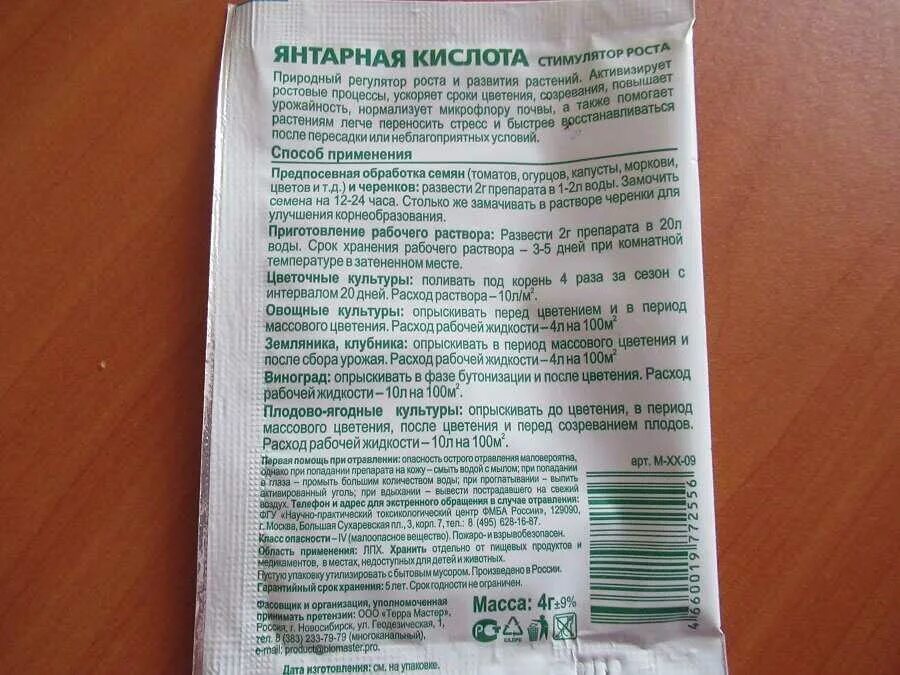 ЯНТАРНАЯ КИСЛОТА СТИМУЛЯТОР РОСТА
Природный регулятор роста и развития растений. Активизирует
ростовые процессы, ускоряет сроки цветения, созревания, повышает
урожайность, нормализует микрофлору почвы, а также помогает
растениям легче переносить стресс и быстрее восстанавливаться
после пересадки или неблагоприятных условий.
Способ применения
Предпосевная обработка семян (томатов, огурцов, капусты, моркови,
цветов и т.д.) и черенков: развести 2г препарата в 1-2л воды. Замочить
семена на 12-24 часа. Столько же замачивать в растворе черенки для
улучшения корнеобразования.
Приготовление рабочего раствора: Развести 2г препарата в 20л
воды. Срок хранения рабочего раствора – 3-5 дней при комнатной
температуре в затененном месте.
Цветочные культуры: поливать под корень 4 раза за сезон с
интервалом 20 дней. Расход раствора – 10л/м².
Овощные культуры: опрыскивать перед цветением и в период
массового цветения. Расход рабочей жидкости – 4л на 100м²
Земляника, клубника: опрыскивать в период массового цветения и
после сбора урожая. Расход рабочей жидкости – 4л на 100м²
Виноград: опрыскивать в фазе бутонизации и после цветения. Расход
рабочей жидкости – 10л на 100м².
Плодово-ягодные культуры: опрыскивать до цветения, в период
массового цветения, после цветения и перед созреванием плодов.
Расход рабочей жидкости – 10л на 100м².
Первая помощь при отравлении: опасность острого отравления маловероятна,
однако при попадании препарата на кожу – смыть водой с мылом; при попадании
в глаза – промыть большим количеством воды; при проглатывании – выпить
активированный уголь; при вдыхании – вывести пострадавшего на свежий
воздух. Телефон и адрес для экстренного обращения в случае отравления:
ФГУ «Научно-практический токсикологический центр ФМБА России», 129090,
г. Москва, Большая Сухаревская пл., 3, корп. 7, тел.: 8 (495) 628-16-87.
Класс опасности – IV (малоопасное вещество). Пожаро- и взрывобезопасен.
Область применения: ЛПХ. Хранить отдельно от пищевых продуктов и
медикаментов, в местах, недоступных для детей и животных.
Пустую упаковку утилизировать с бытовым мусором. Произведено в России.
Гарантийный срок хранения: 5 лет. Срок годности не ограничен.
Фасовщик и организация, уполномоченная
принимать претензии: ООО «Терра Мастер»,
Россия, г. Новосибирск, ул. Геодезическая, 1,
тел. 8 (383) 233-79-79 (многоканальный),
e-mail: product@biomaster.pro.
Дата изготовления: см. на упаковке.
Масса: 4г±9%
арт. М-ХХ-09
4 660019 772556